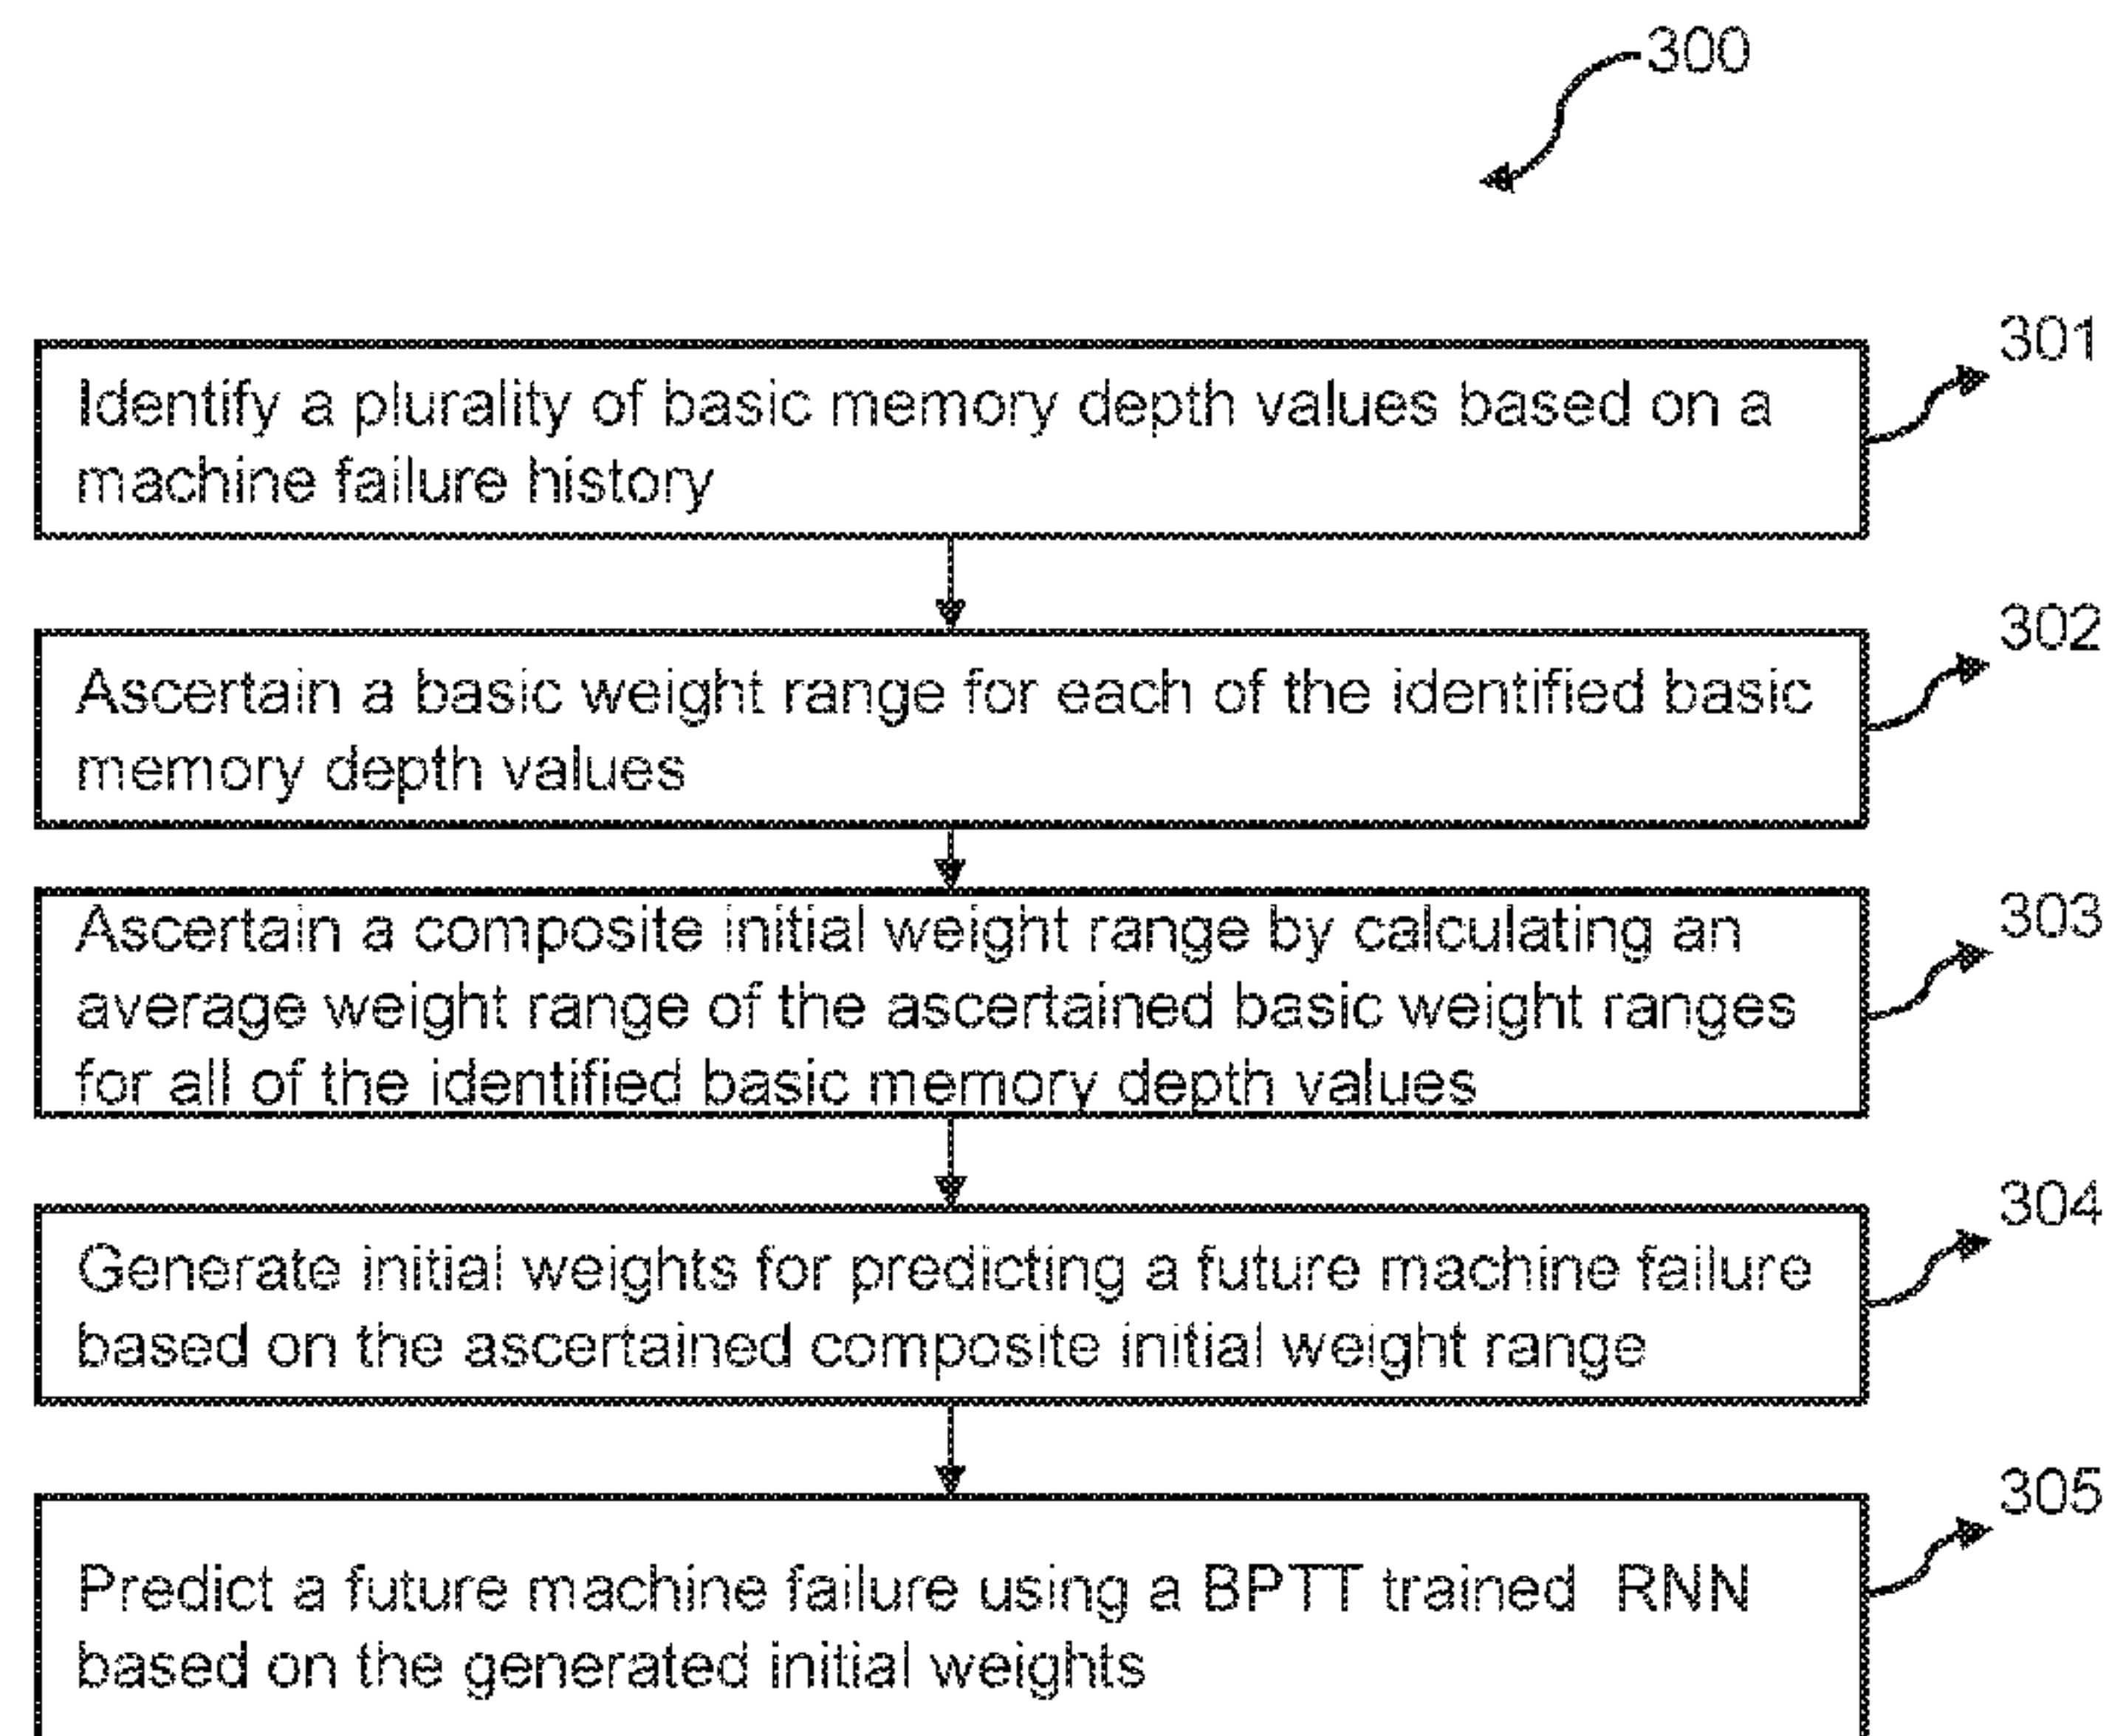 300
301
Identify a plurality of basic memory depth values based on a
machine failure history
302
Ascertain a basic weight range for each of the identified basic
memory depth values
303
Ascertain a composite initial weight range by calculating an
average weight range of the ascertained basic weight ranges
for all of the identified basic memory depth values
304
Generate initial weights for predicting a future machine failure
based on the ascertained composite initial weight range
305
Predict a future machine failure using a BPTT trained RNN
based on the generated initial weights